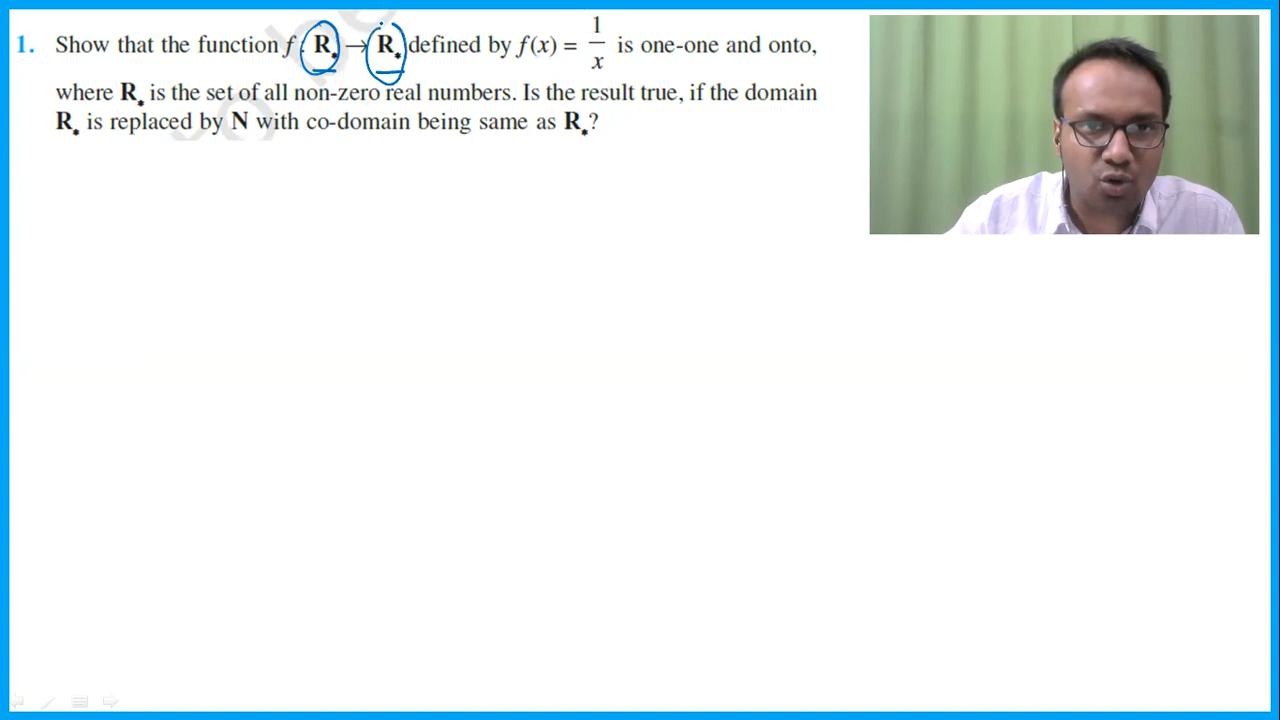 1. Show that the function f : R* → R* defined by f(x) = 1/x is one-one and onto,
where R* is the set of all non-zero real numbers. Is the result true, if the domain
R* is replaced by N with co-domain being same as R*?